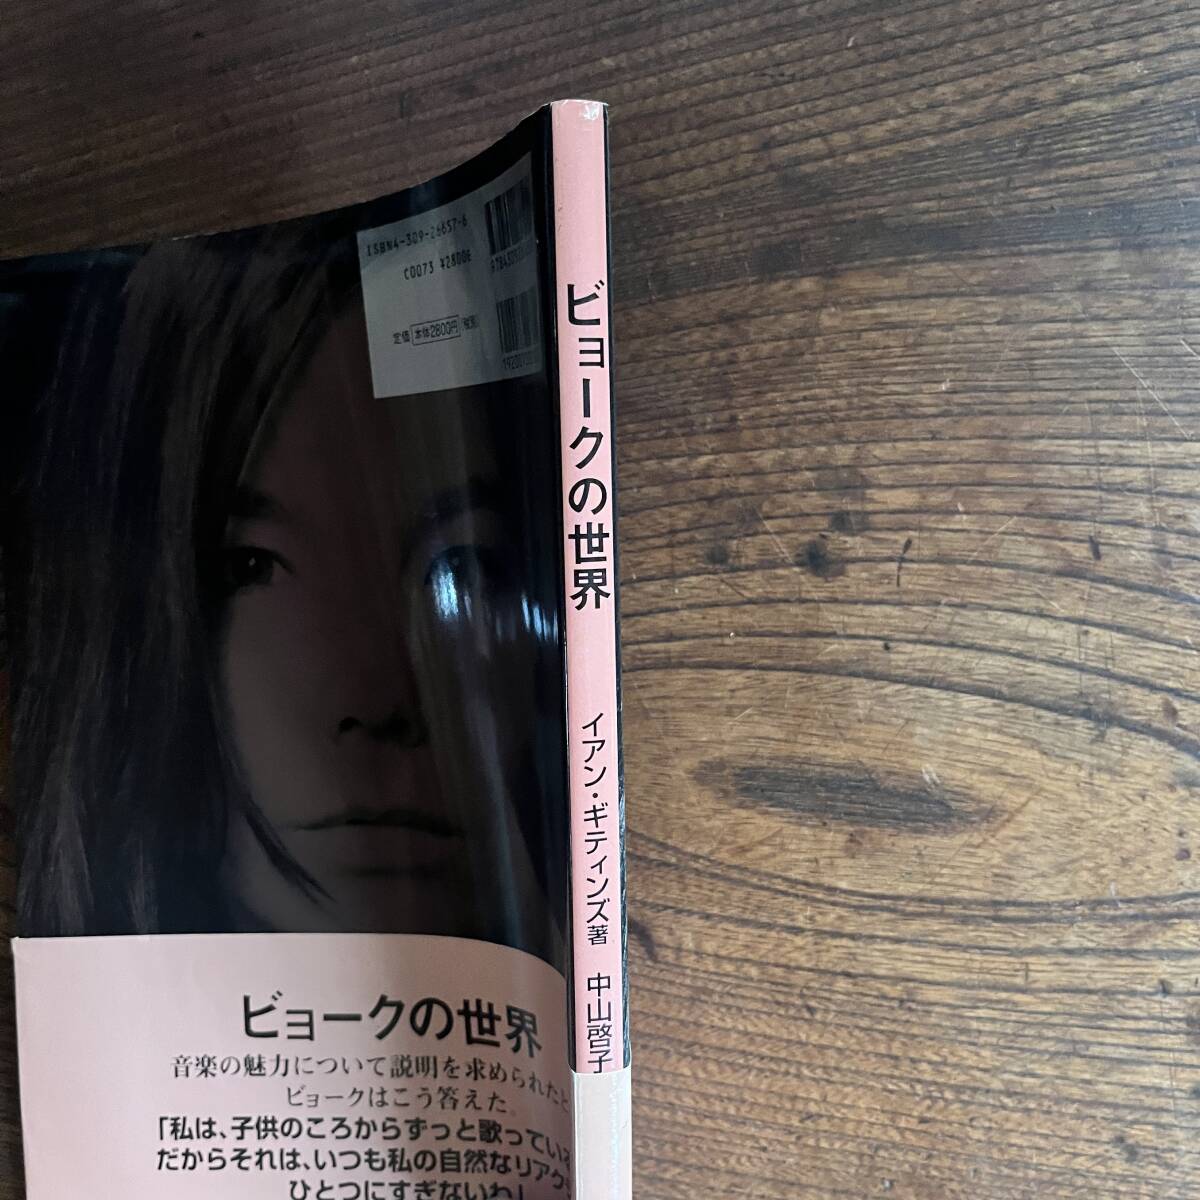 ISBN4-309-26657-6
C0073 ¥2800E
定価 本体2800円 (税別)
ビョークの世界
イアン・ギティンズ著
中山啓子
ビョークの世界
音楽の魅力について説明を求められたと
ビョークはこう答えた。
「私は、子供のころからずっと歌っている
だからそれは、いつも私の自然なリアク
ひとつにすぎないわ」